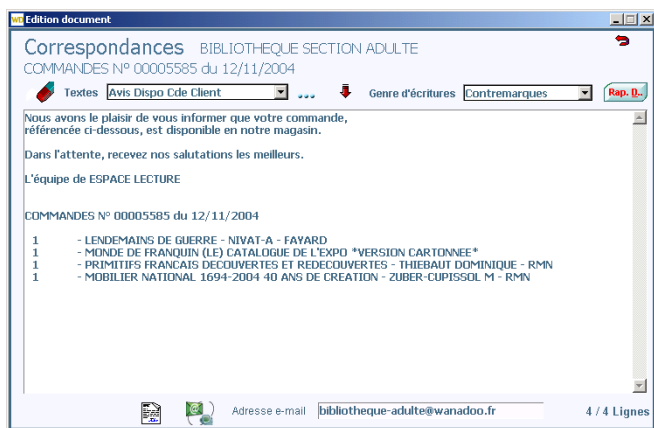 WD Edition document
Correspondances BIBLIOTHEQUE SECTION ADULTE
COMMANDES N° 00005585 du 12/11/2004
Textes Avis Dispo Cde Client ... Genre d'écritures Contremarques Rap. D..
Nous avons le plaisir de vous informer que votre commande,
référencée ci-dessous, est disponible en notre magasin.
Dans l'attente, recevez nos salutations les meilleurs.
L'équipe de ESPACE LECTURE
COMMANDES N° 00005585 du 12/11/2004
1 - LENDEMAINS DE GUERRE - NIVAT-A - FAYARD
1 - MONDE DE FRANQUIN (LE) CATALOGUE DE L'EXPO *VERSION CARTONNEE*
1 - PRIMITIFS FRANCAIS DECOUVERTES ET REDECOUVERTES - THIEBAUT DOMINIQUE - RMN
1 - MOBILIER NATIONAL 1694-2004 40 ANS DE CREATION - ZUBER-CUPISSOL M - RMN
Adresse e-mail bibliotheque-adulte@wanadoo.fr 4 / 4 Lignes